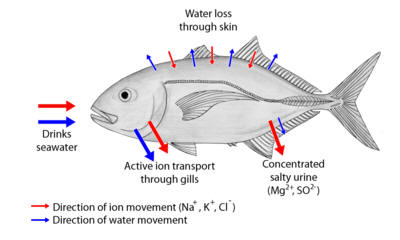 Water loss
through skin
Drinks
seawater
Active ion transport
through gills
Concentrated
salty urine
(Mg²⁺, SO²⁻)
Direction of ion movement (Na⁺, K⁺, Cl⁻)
Direction of water movement